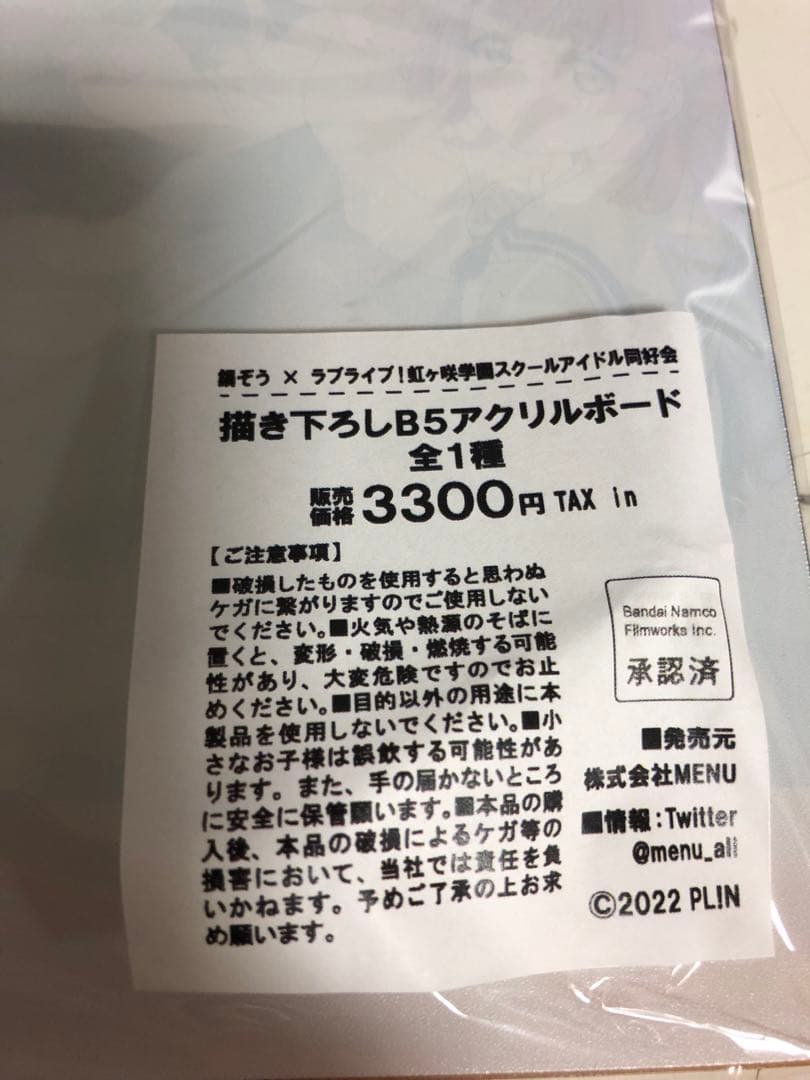 鍋ぞう × ラブライブ！虹ヶ咲学園スクールアイドル同好会
描き下ろしB5アクリルボード
全1種
販売価格 3300円 TAX in
【ご注意事項】
■破損したものを使用すると思わぬ
ケガに繋がりますのでご使用しない
でください。■火気や熱源のそばに
置くと、変形・破損・燃焼する可能
性があり、大変危険ですのでお止
めください。■目的以外の用途に本
製品を使用しないでください。■小
さなお子様は誤飲する可能性があ
ります。また、手の届かないところ
に安全に保管願います。■本品の購
入後、本品の破損によるケガ等の
損害において、当社では責任を負
いかねます。予めご了承の上お求
め願います。
Bandai Namco
Filmworks Inc.
承認済
■発売元
株式会社MENU
■情報：Twitter
@menu_all
©2022 PL!N